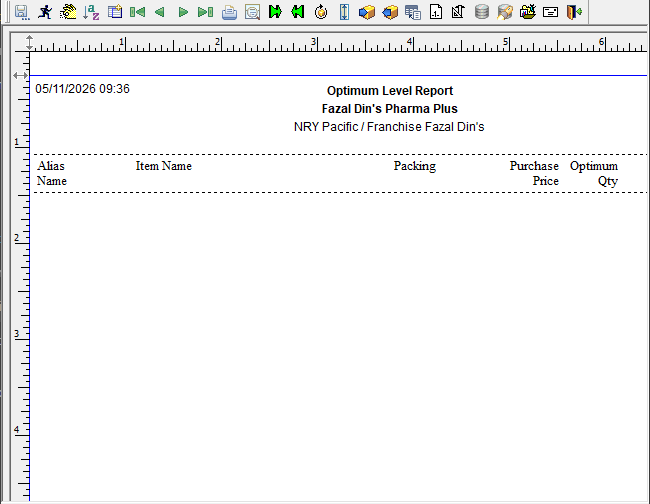 1 2 3 4 5 6
05/11/2026 09:36
Optimum Level Report
Fazal Din's Pharma Plus
NRY Pacific / Franchise Fazal Din's
1
Alias Item Name Packing Purchase Optimum
Name Price Qty
2
3
4